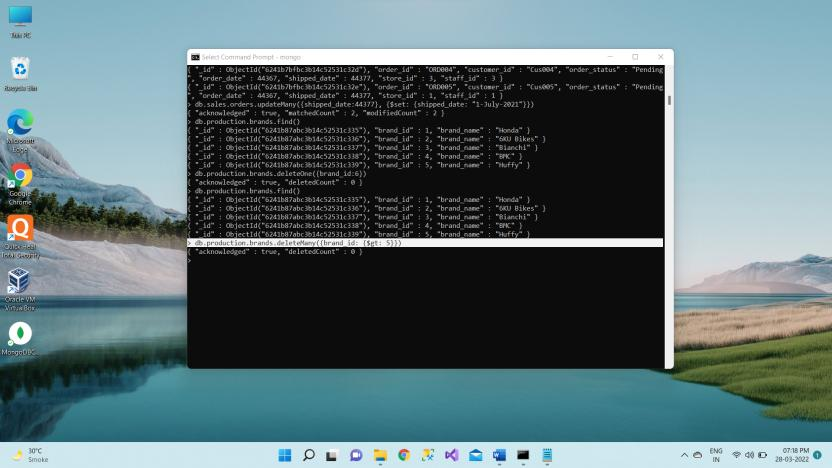 This PC
Recycle Bin
Microsoft
Edge
Google
Chrome
Quick Heal
Total Security
Oracle VM
VirtualBox
MongoDBC...
Select Command Prompt - mongo
{ "_id" : ObjectId("6241b7bfbc3b14c52531c32d"), "order_id" : "ORD004", "customer_id" : "Cus004", "order_status" : "Pending
", "order_date" : 44367, "shipped_date" : 44377, "store_id" : 3, "staff_id" : 3 }
{ "_id" : ObjectId("6241b7bfbc3b14c52531c32e"), "order_id" : "ORD005", "customer_id" : "Cus005", "order_status" : "Pending
", "order_date" : 44367, "shipped_date" : 44377, "store_id" : 1, "staff_id" : 1 }
> db.sales.orders.updateMany({shipped_date:44377}, {$set: {shipped_date: "1-July-2021"}})
{ "acknowledged" : true, "matchedCount" : 2, "modifiedCount" : 2 }
> db.production.brands.find()
{ "_id" : ObjectId("6241b87abc3b14c52531c335"), "brand_id" : 1, "brand_name" : "Honda" }
{ "_id" : ObjectId("6241b87abc3b14c52531c336"), "brand_id" : 2, "brand_name" : "6KU Bikes" }
{ "_id" : ObjectId("6241b87abc3b14c52531c337"), "brand_id" : 3, "brand_name" : "Bianchi" }
{ "_id" : ObjectId("6241b87abc3b14c52531c338"), "brand_id" : 4, "brand_name" : "BMC" }
{ "_id" : ObjectId("6241b87abc3b14c52531c339"), "brand_id" : 5, "brand_name" : "Huffy" }
> db.production.brands.deleteOne({brand_id:6})
{ "acknowledged" : true, "deletedCount" : 0 }
> db.production.brands.find()
{ "_id" : ObjectId("6241b87abc3b14c52531c335"), "brand_id" : 1, "brand_name" : "Honda" }
{ "_id" : ObjectId("6241b87abc3b14c52531c336"), "brand_id" : 2, "brand_name" : "6KU Bikes" }
{ "_id" : ObjectId("6241b87abc3b14c52531c337"), "brand_id" : 3, "brand_name" : "Bianchi" }
{ "_id" : ObjectId("6241b87abc3b14c52531c338"), "brand_id" : 4, "brand_name" : "BMC" }
{ "_id" : ObjectId("6241b87abc3b14c52531c339"), "brand_id" : 5, "brand_name" : "Huffy" }
> db.production.brands.deleteMany({brand_id: {$gt: 5}})
{ "acknowledged" : true, "deletedCount" : 0 }
>
30°C
Smoke
ENG
IN
07:18 PM
28-03-2022
1